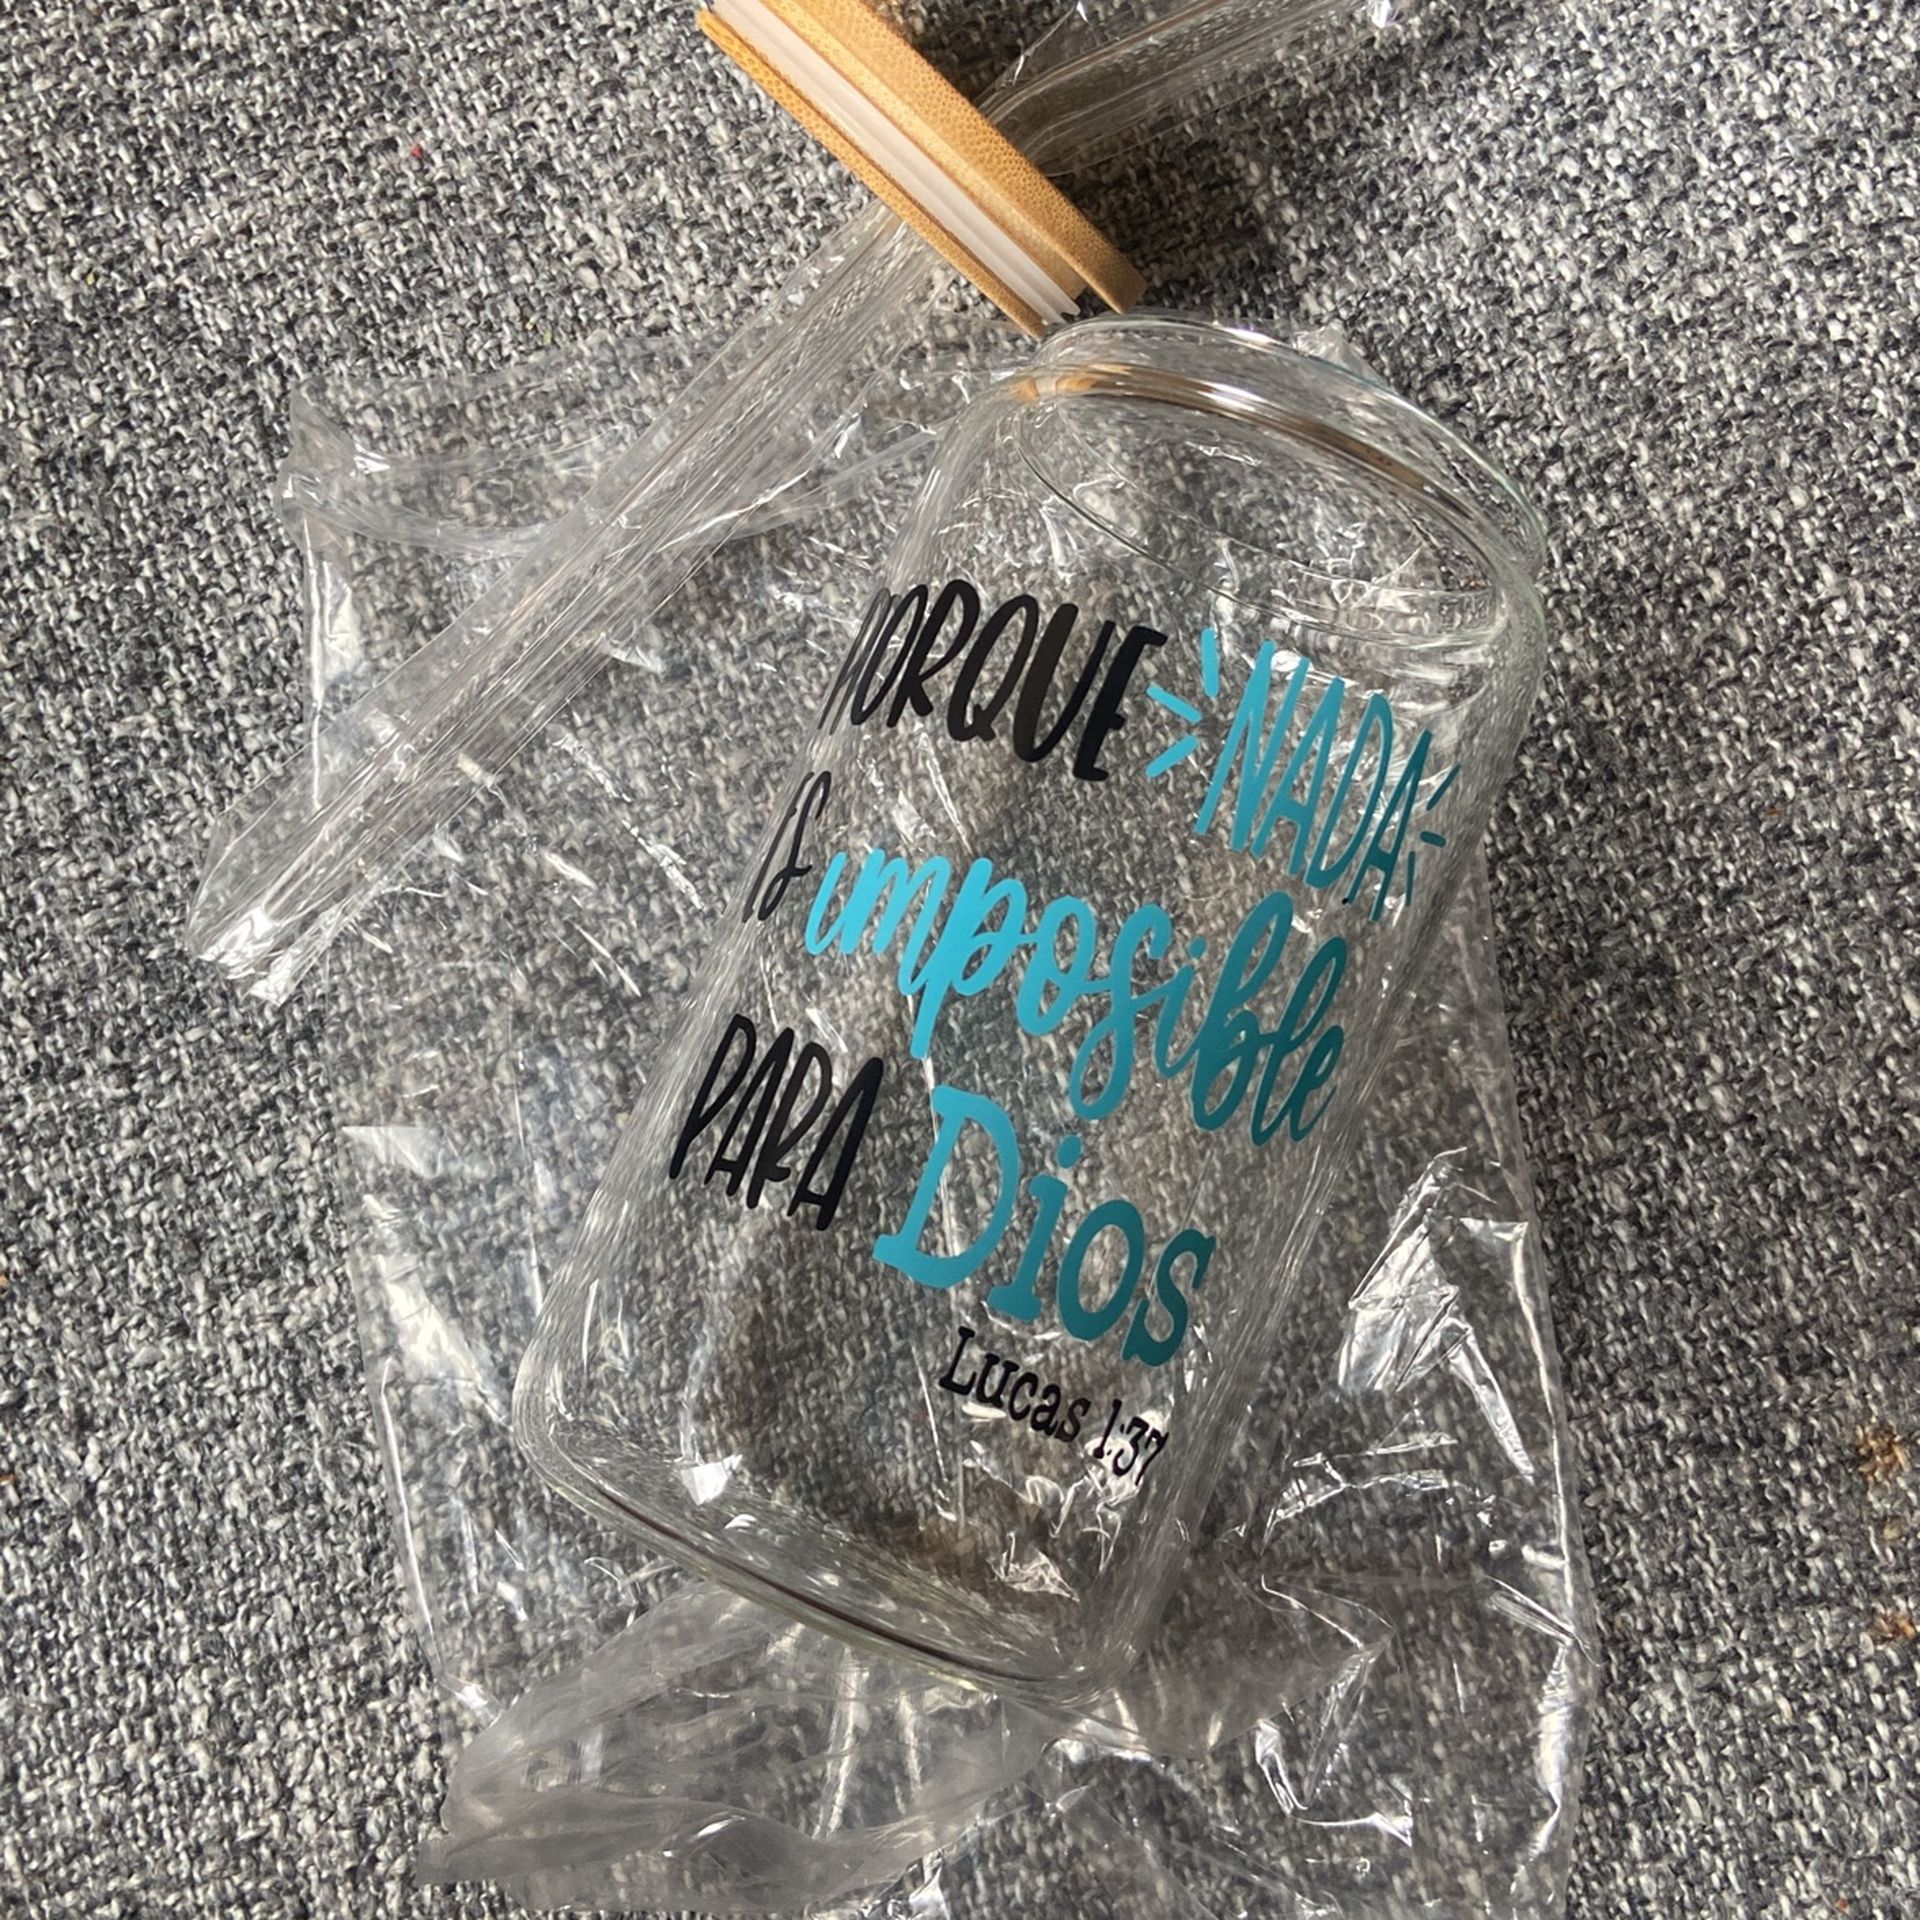 PORQUE NADA
ES imposible
PARA Dios
Lucas 1:37